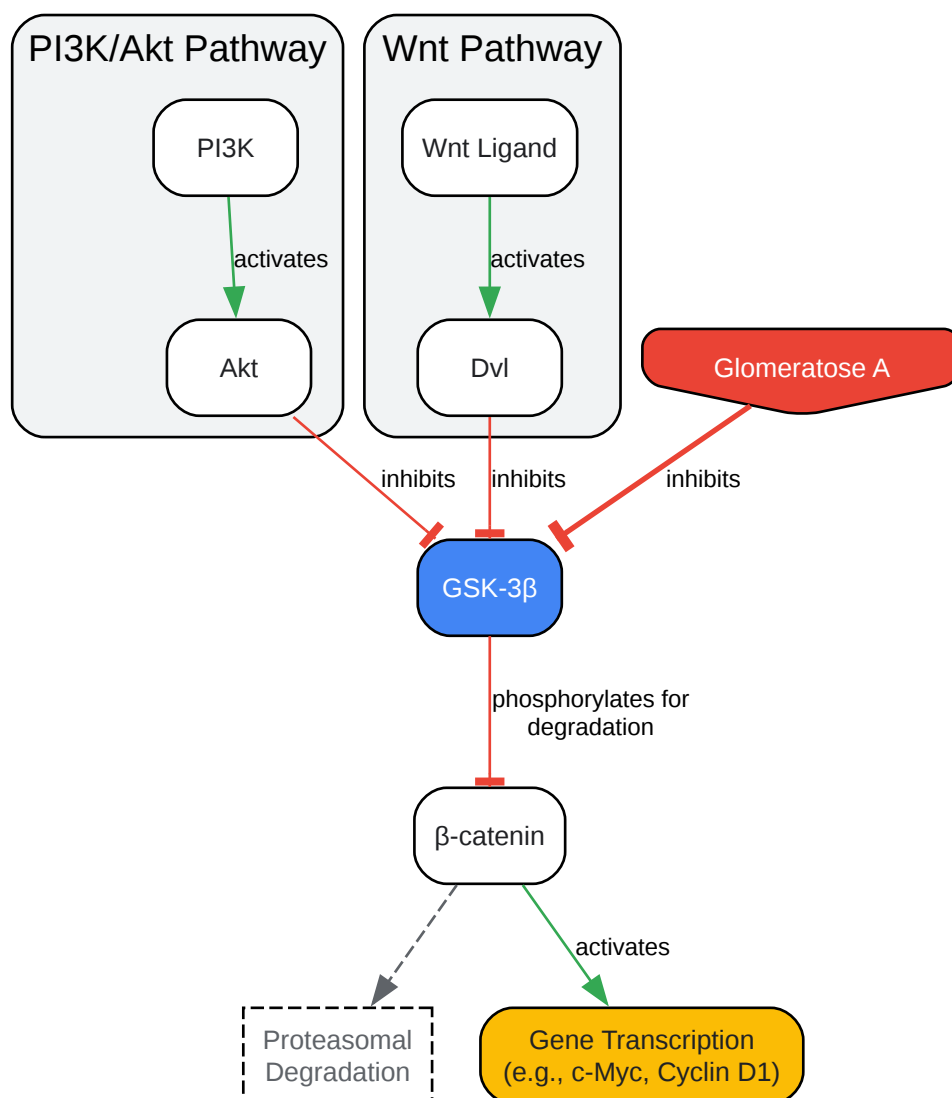 PI3K/Akt Pathway
Wnt Pathway
PI3K
Wnt Ligand
activates
activates
Akt
Dvl
Glomeratose A
inhibits
inhibits
inhibits
GSK-3β
phosphorylates for
degradation
β-catenin
activates
Proteasomal
Degradation
Gene Transcription
(e.g., c-Myc, Cyclin D1)